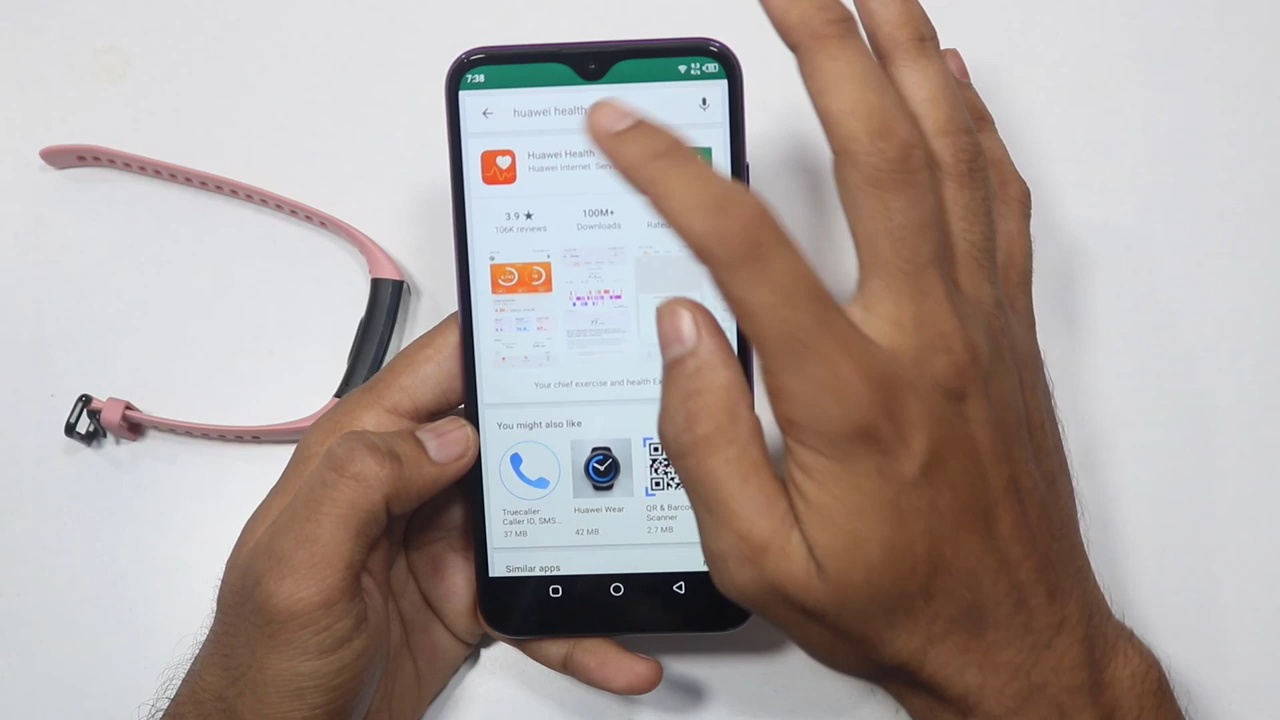 7:38
huawei health
Huawei Health
Huawei Internet
3.9 ★
106K reviews
100M+
Downloads
Your chief exercise and health
You might also like
Truecaller:
Caller ID, SMS...
37 MB
Huawei Wear
42 MB
QR &
Scanner
2.7 MB
Similar apps